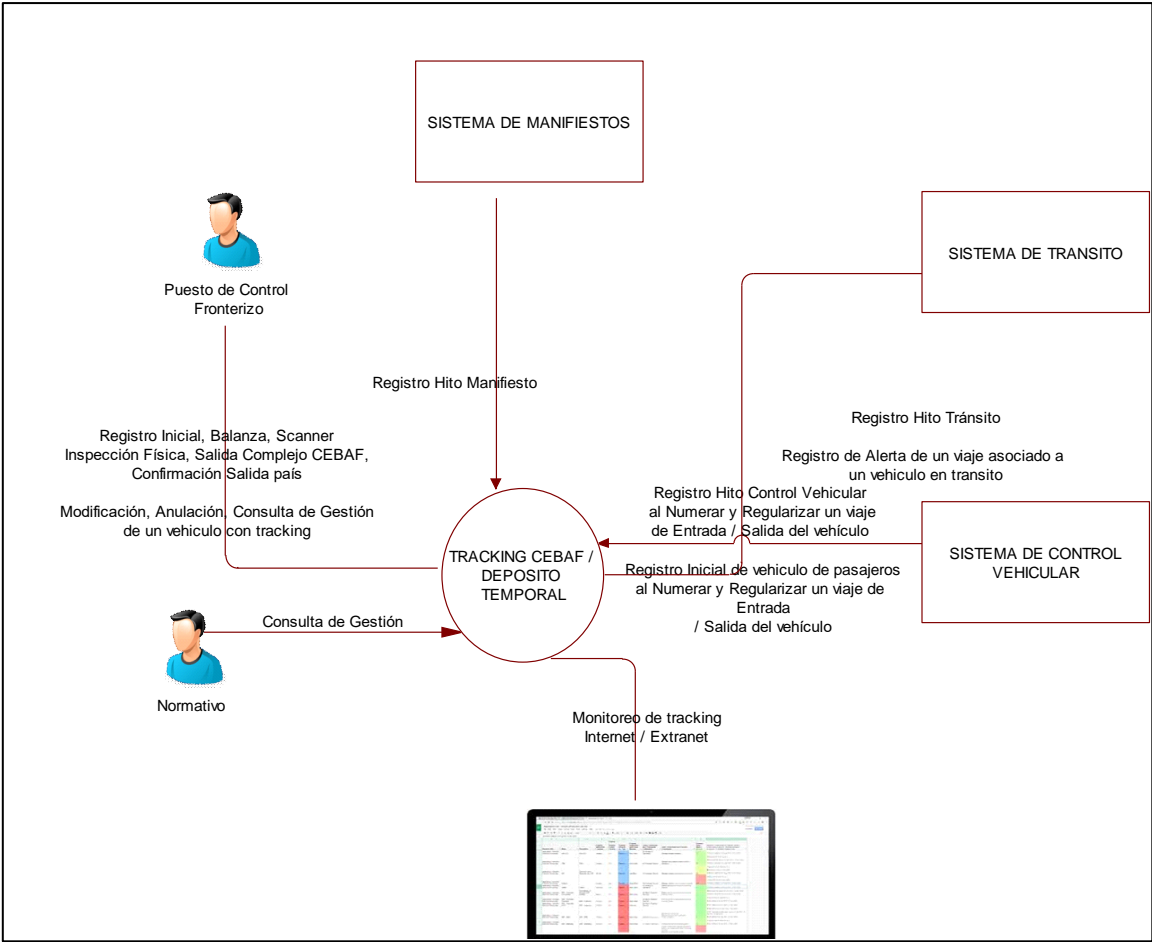 SISTEMA DE MANIFIESTOS
SISTEMA DE TRANSITO
Puesto de Control
Fronterizo
Registro Hito Manifiesto
Registro Hito Tránsito
Registro Inicial, Balanza, Scanner
Inspección Física, Salida Complejo CEBAF,
Confirmación Salida país
Registro de Alerta de un viaje asociado a
un vehiculo en transito
Modificación, Anulación, Consulta de Gestión
de un vehiculo con tracking
Registro Hito Control Vehicular
al Numerar y Regularizar un viaje
de Entrada / Salida del vehículo
TRACKING CEBAF /
DEPOSITO
TEMPORAL
SISTEMA DE CONTROL
VEHICULAR
Registro Inicial de vehiculo de pasajeros
al Numerar y Regularizar un viaje de
Entrada
/ Salida del vehículo
Consulta de Gestión
Normativo
Monitoreo de tracking
Internet / Extranet